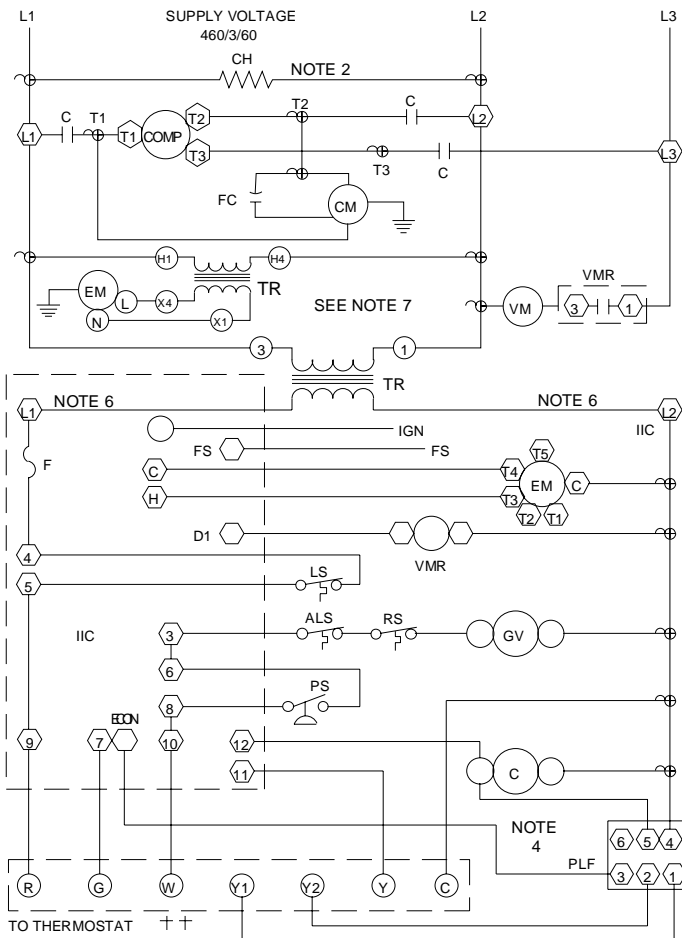 L1 SUPPLY VOLTAGE L2 L3
460/3/60
CH NOTE 2
C T1 T2 T2 C
L1 T1 COMP L2
T3 T3 C L3
FC CM
H1 H4 VMR
EM TR
L X4 SEE NOTE 7 VM 3 1
N X1
3 1
TR
L1 NOTE 6 NOTE 6 L2
IGN IIC
F FS FS T5
C T4 EM C
H T3
T2 T1
D1
VMR
4
5 LS
IIC 3 ALS RS GV
6
8 PS
9 7 ECON 10 12
11 C
NOTE
4
6 5 4
PLF 3 2 1
R G W Y1 Y2 Y C
TO THERMOSTAT ++